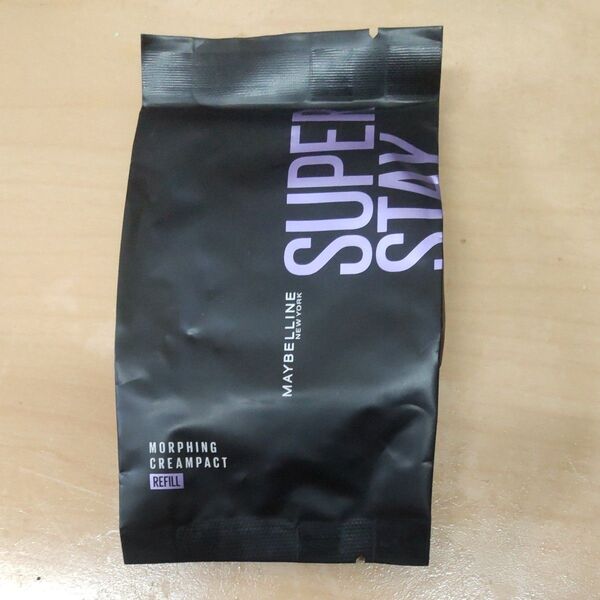 SUPER
STAY
MAYBELLINE
NEW YORK
MORPHING
CREAMPACT
REFILL